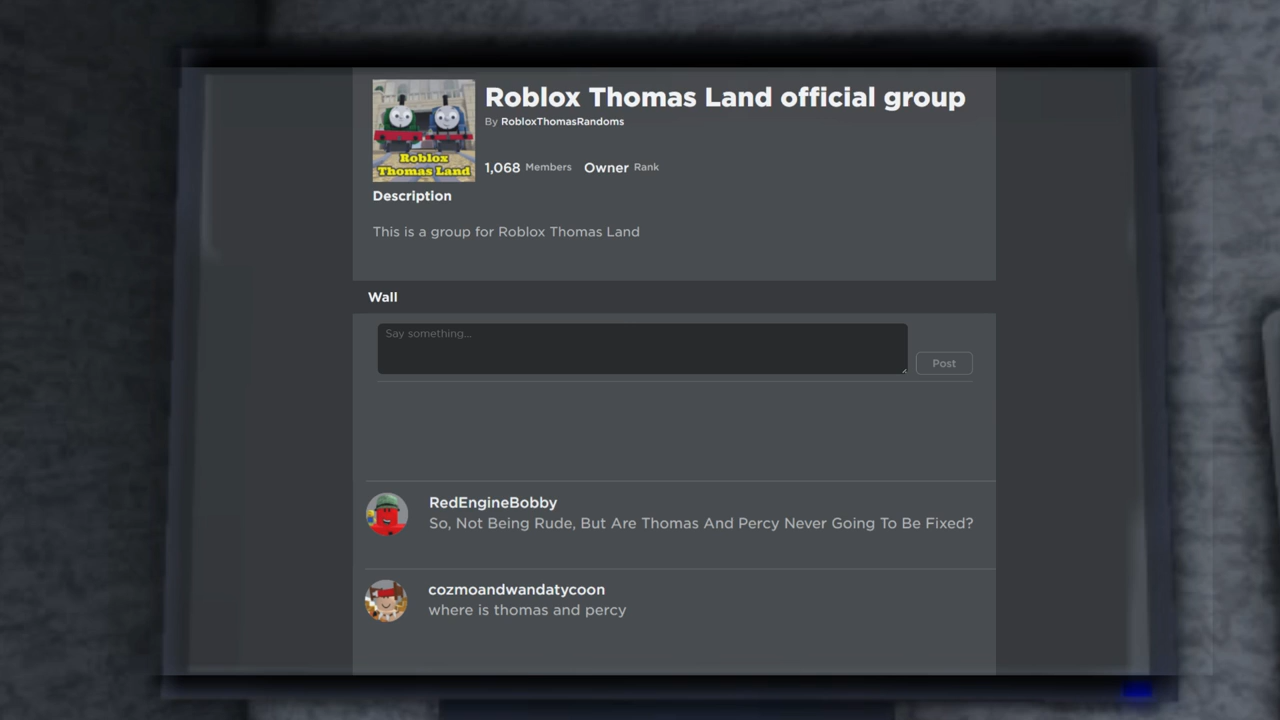 Roblox Thomas Land official group
By RobloxThomasRandoms
1,068 Members Owner Rank
Roblox
Thomas Land
Description
This is a group for Roblox Thomas Land
Wall
Say something...
Post
RedEngineBobby
So, Not Being Rude, But Are Thomas And Percy Never Going To Be Fixed?
cozmoandwandatycoon
where is thomas and percy